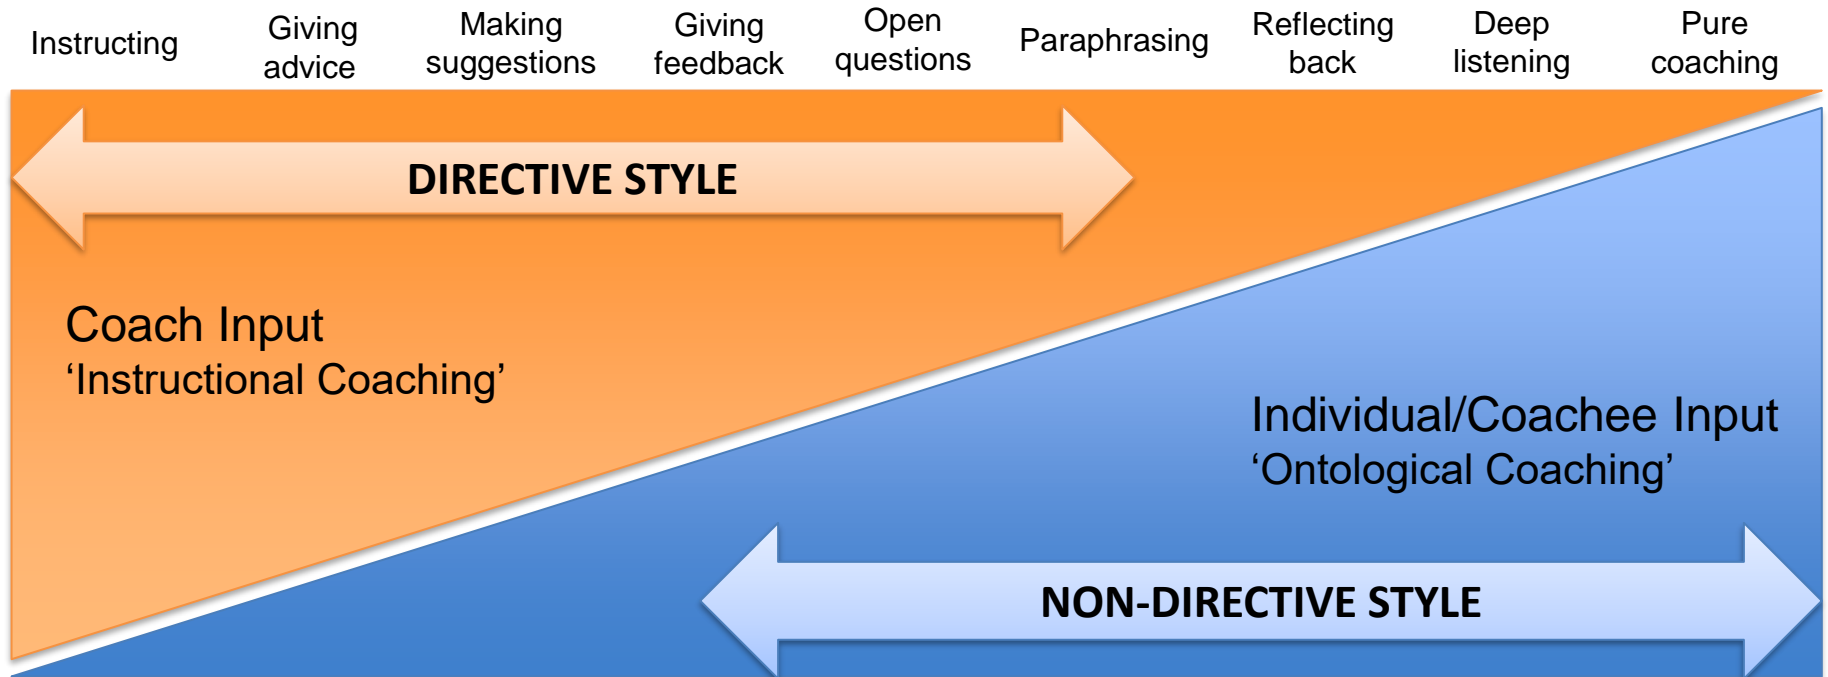 Instructing
Giving
advice
Making
suggestions
Giving
feedback
Open
questions
Paraphrasing
Reflecting
back
Deep
listening
Pure
coaching
DIRECTIVE STYLE
Coach Input
‘Instructional Coaching’
Individual/Coachee Input
‘Ontological Coaching’
NON-DIRECTIVE STYLE